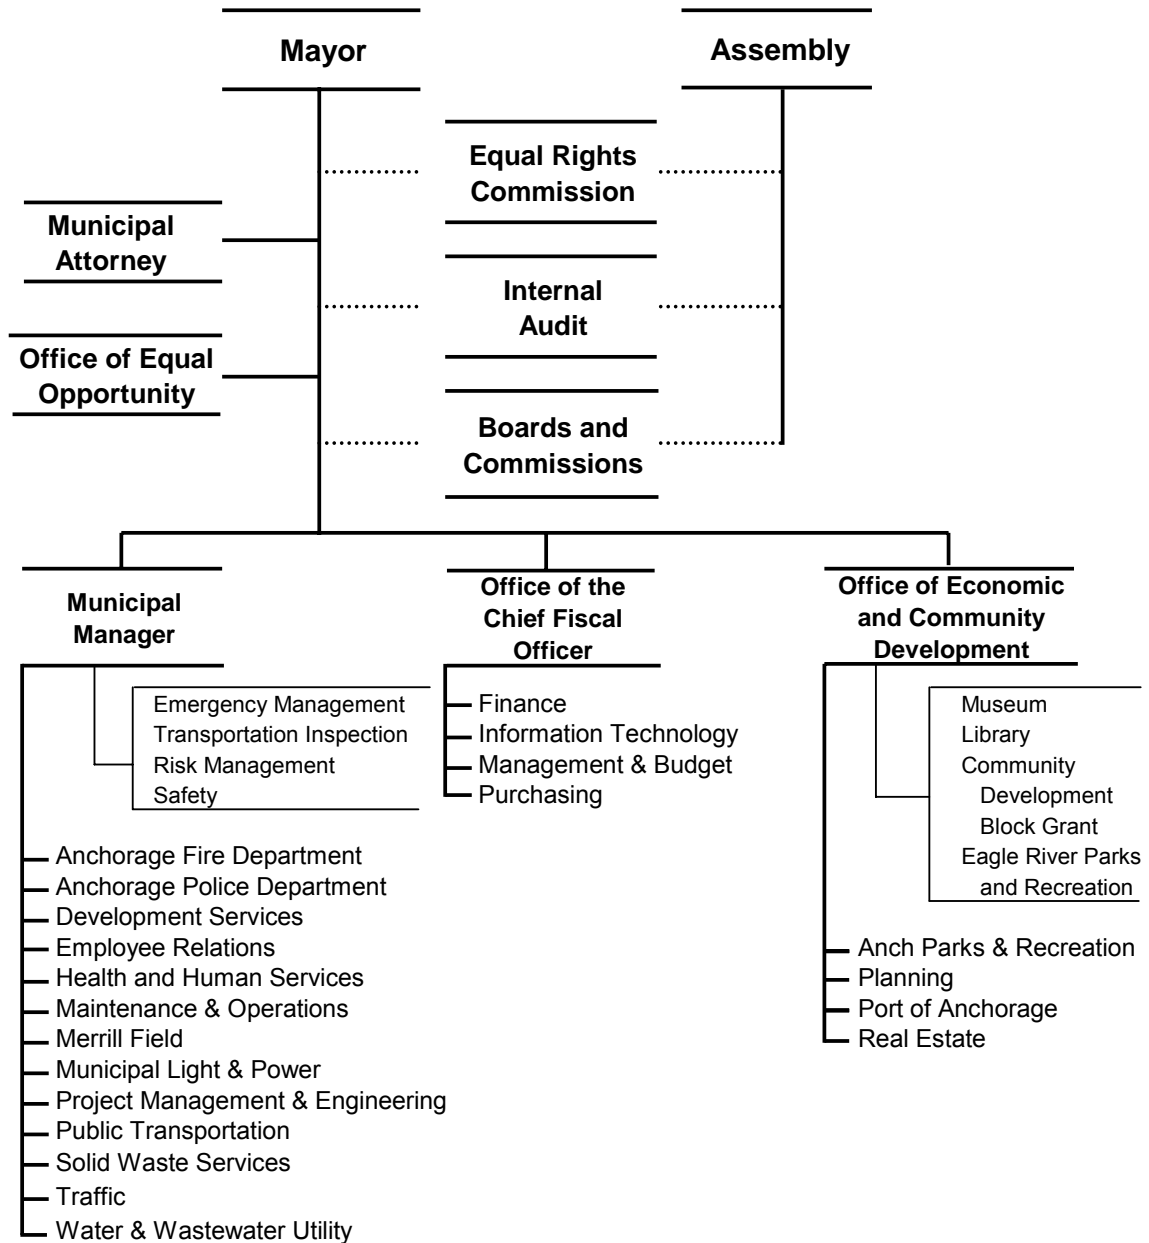 Mayor
Assembly
Equal Rights
Commission
Municipal
Attorney
Internal
Audit
Office of Equal
Opportunity
Boards and
Commissions
Municipal
Manager
Office of the
Chief Fiscal
Officer
Office of Economic
and Community
Development
Emergency Management
Transportation Inspection
Risk Management
Safety
Finance
Information Technology
Management & Budget
Purchasing
Museum
Library
Community
Development
Block Grant
Eagle River Parks
and Recreation
Anchorage Fire Department
Anchorage Police Department
Development Services
Employee Relations
Health and Human Services
Maintenance & Operations
Merrill Field
Municipal Light & Power
Project Management & Engineering
Public Transportation
Solid Waste Services
Traffic
Water & Wastewater Utility
Anch Parks & Recreation
Planning
Port of Anchorage
Real Estate